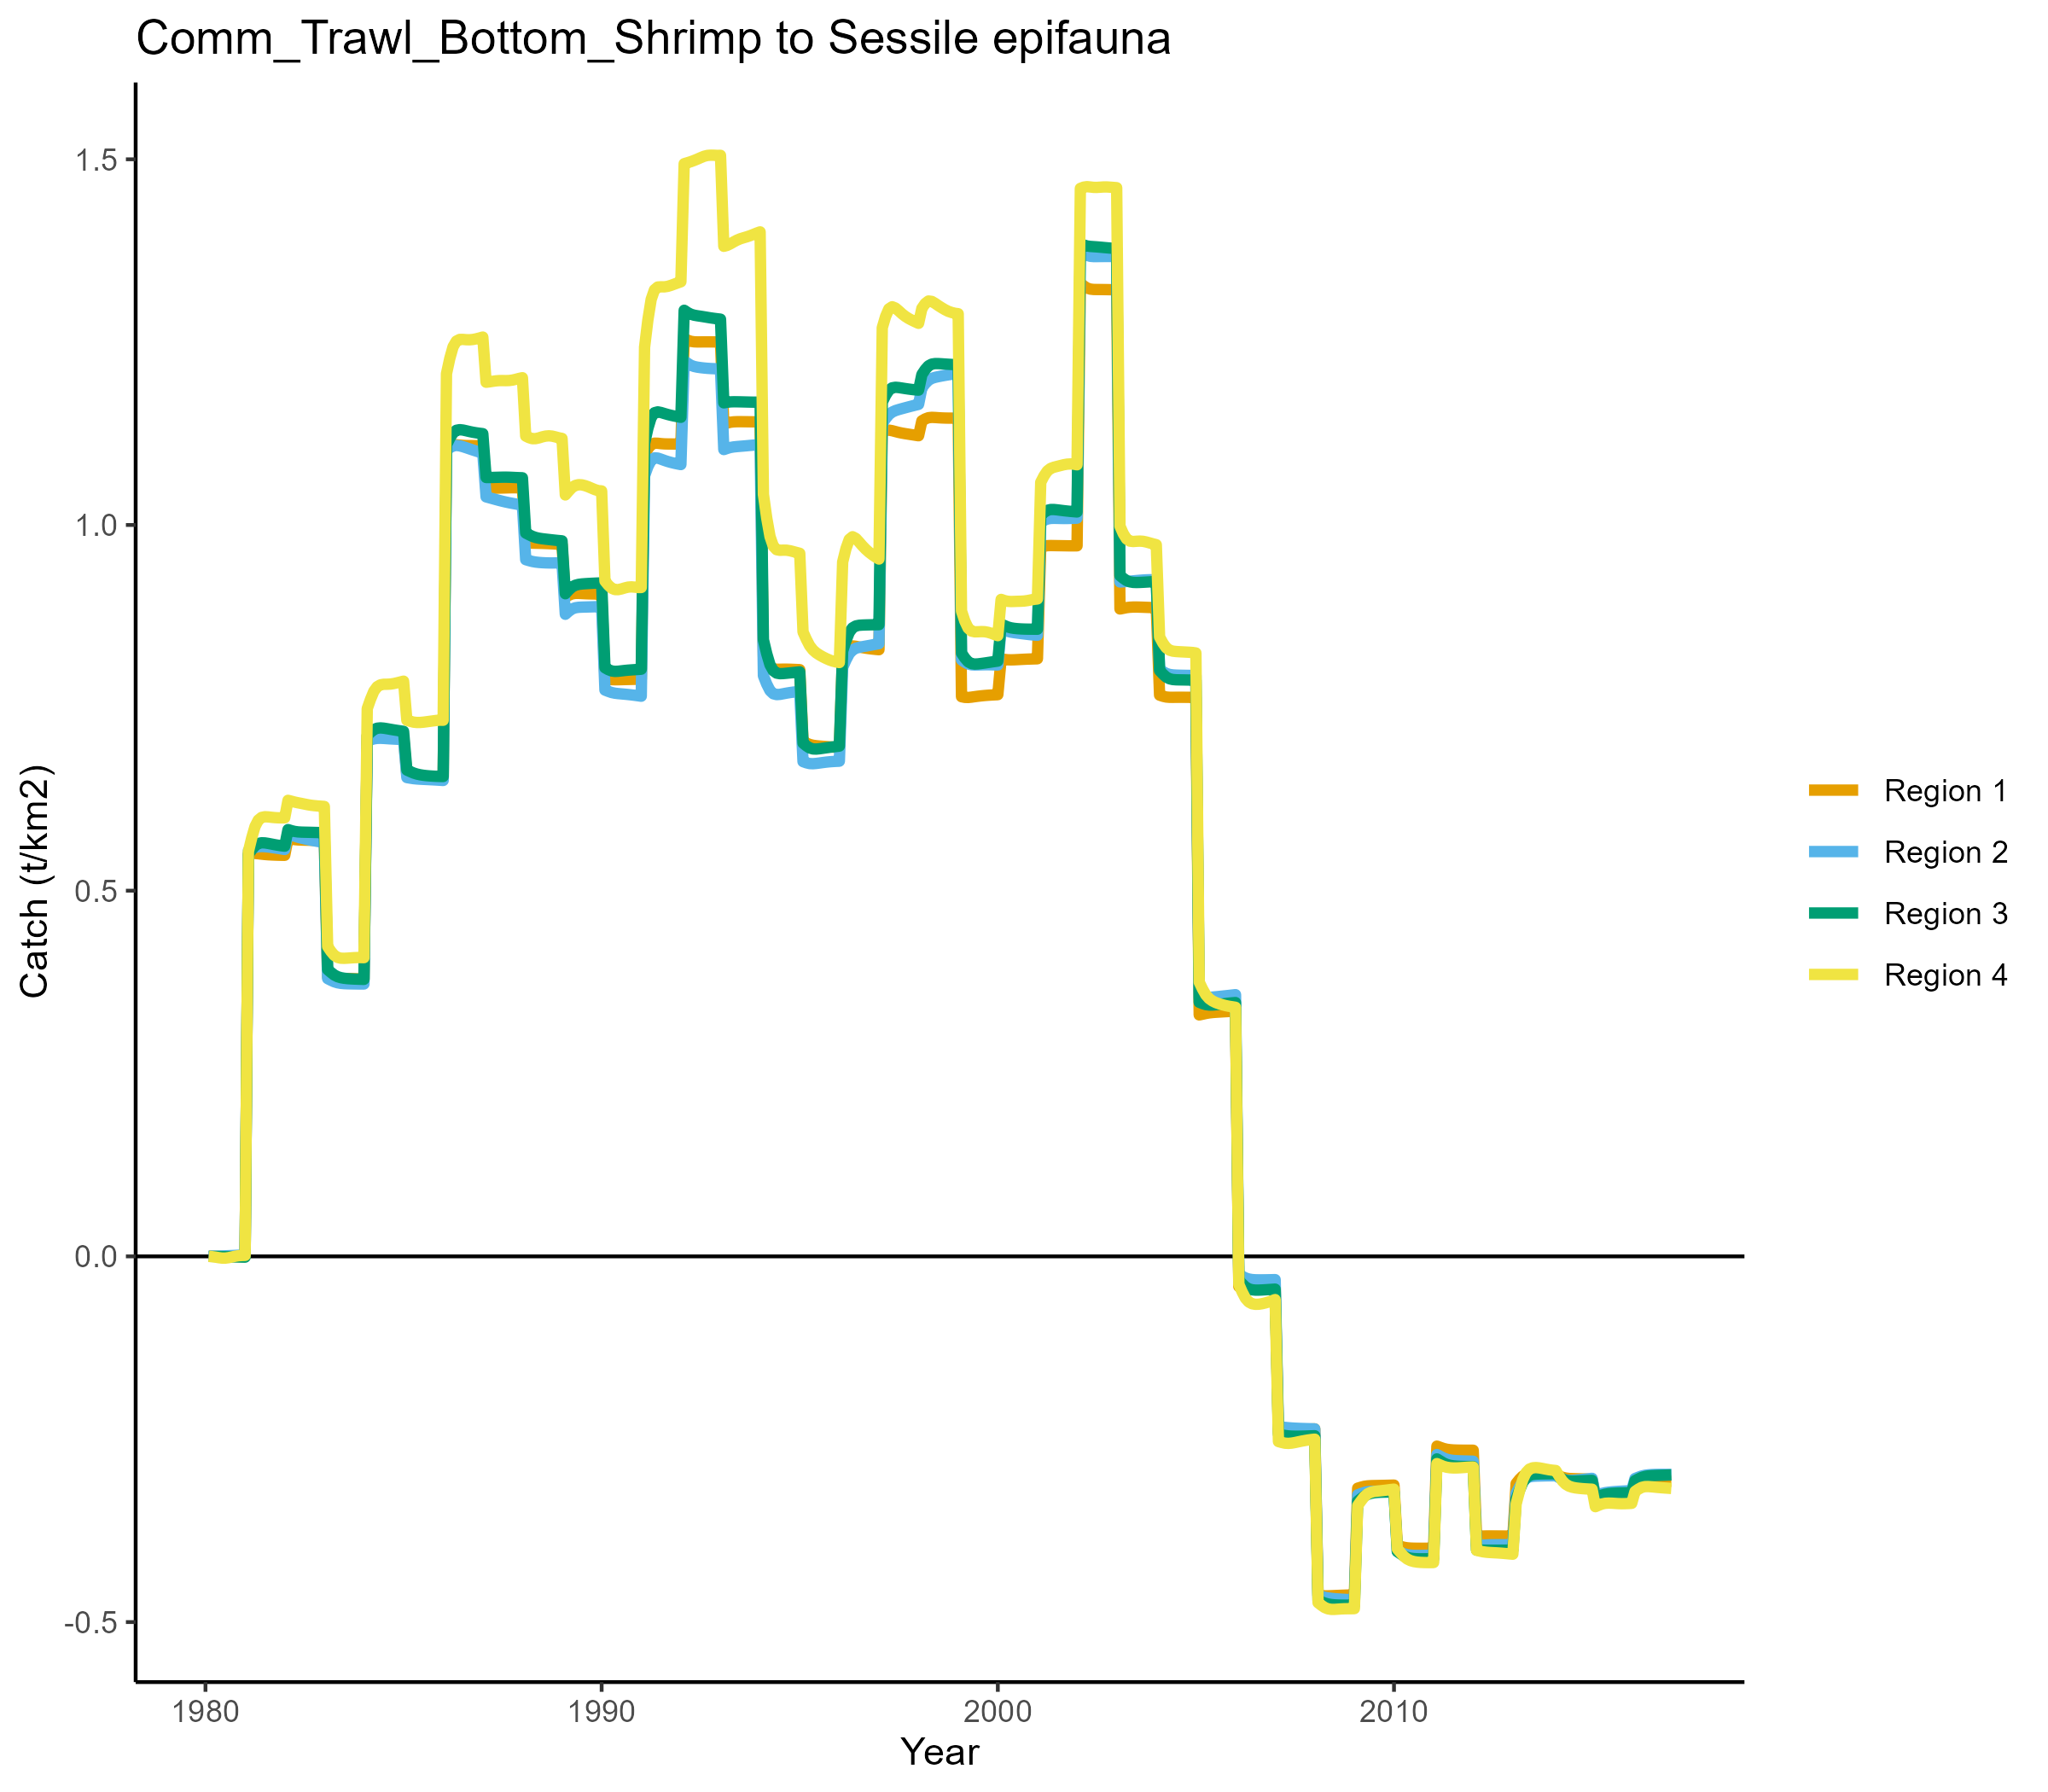 Comm_Trawl_Bottom_Shrimp to Sessile epifauna
Catch (t/km2)
1.5
1.0
0.5
0.0
-0.5
1980
1990
2000
2010
Year
Region 1
Region 2
Region 3
Region 4